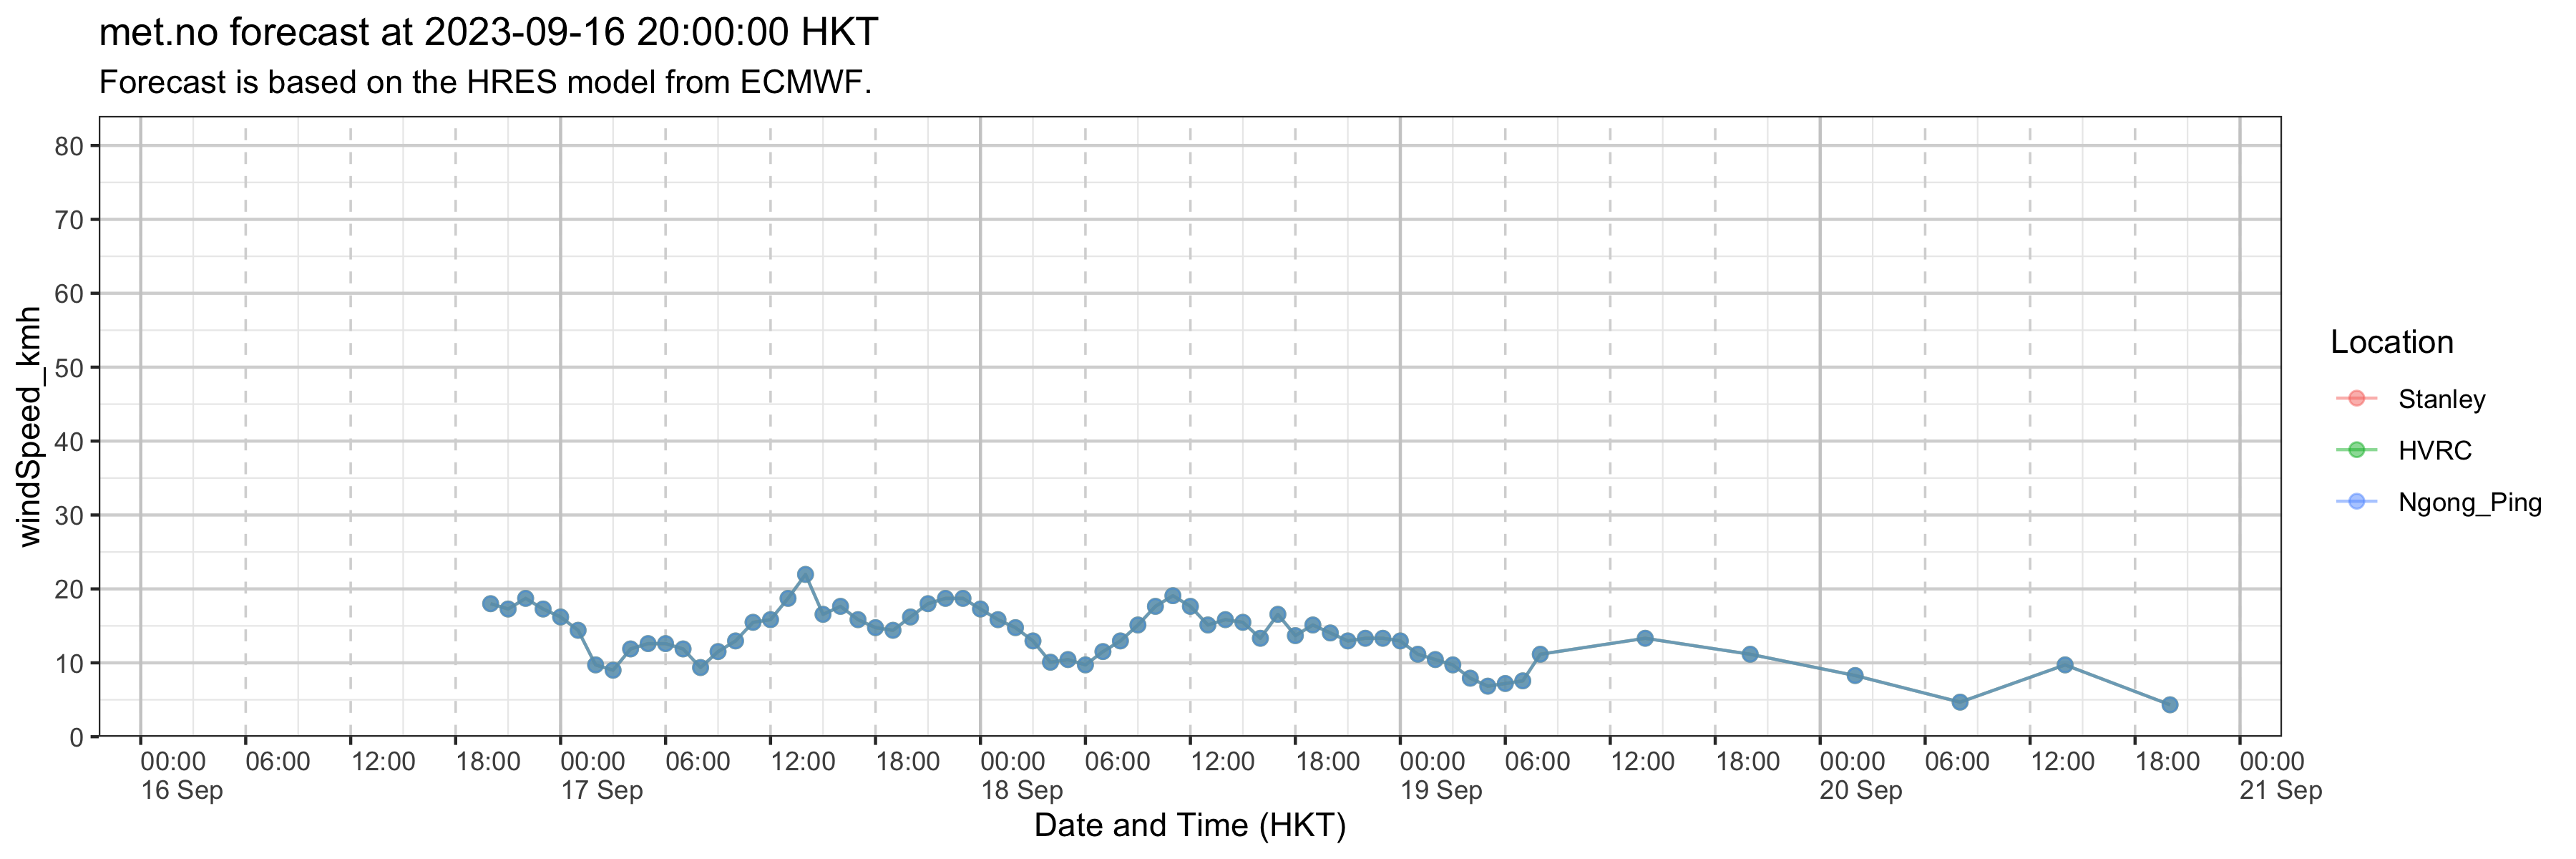 met.no forecast at 2023-09-16 20:00:00 HKT
Forecast is based on the HRES model from ECMWF.
windSpeed_kmh
80
70
60
50
40
30
20
10
0
00:00 06:00 12:00 18:00 00:00 06:00 12:00 18:00 00:00 06:00 12:00 18:00 00:00 06:00 12:00 18:00 00:00 06:00 12:00 18:00 00:00
16 Sep 17 Sep 18 Sep 19 Sep 20 Sep 21 Sep
Date and Time (HKT)
Location
Stanley
HVRC
Ngong_Ping